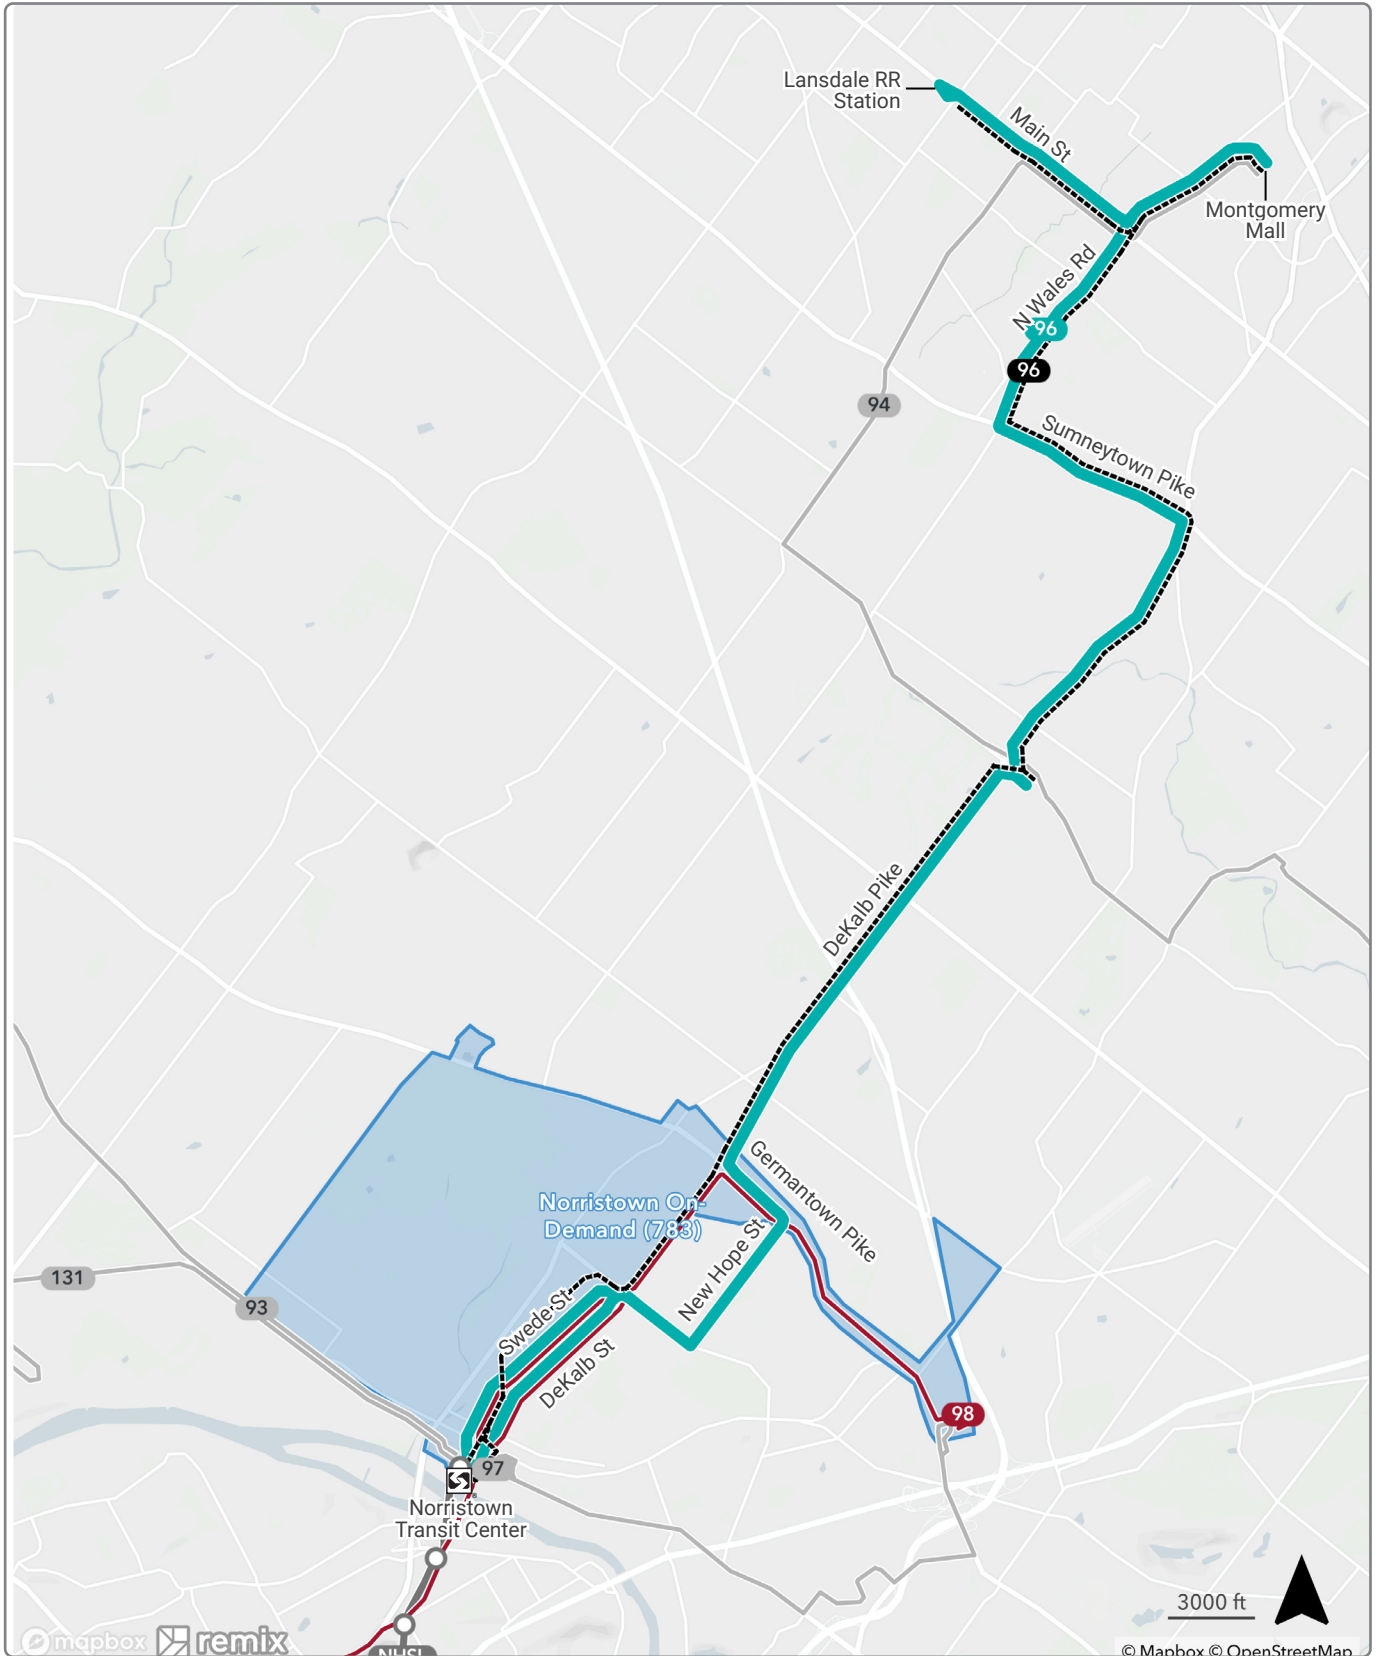 Lansdale RR
Station
Main St
Montgomery
Mall
N Wales Rd
96
96
94
Sumneytown Pike
DeKalb Pike
Germantown Pike
Norristown On-
Demand (783)
New Hope St
131
93
Swede St
DeKalb St
98
97
Norristown
Transit Center
3000 ft
NHSL
mapbox remix
© Mapbox © OpenStreetMap